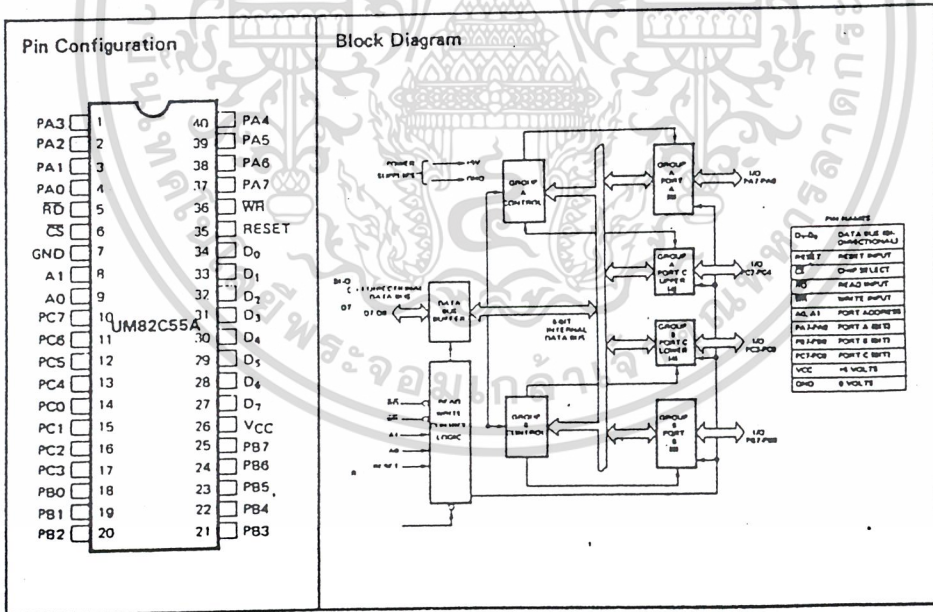 Pin Configuration
PA3 1
PA2 2
PA1 3
PA0 4
RD 5
CS 6
GND 7
A1 8
A0 9
PC7 10
PC6 11
PC5 12
PC4 13
PC0 14
PC1 15
PC2 16
PC3 17
PB0 18
PB1 19
PB2 20
UM82C55A
40 PA4
39 PA5
38 PA6
37 PA7
36 WR
35 RESET
34 D0
33 D1
32 D2
31 D3
30 D4
29 D5
28 D6
27 D7
26 VCC
25 PB7
24 PB6
23 PB5
22 PB4
21 PB3
Block Diagram
POWER
SUPPLIES
GND
GROUP
A
CONTROL
GROUP
A
PORT
A
I/O
PA7-PA0
GROUP
A
PORT C
UPPER
I/O
PC7-PC4
DATA BUS
DATA
BUS
BUFFER
8-BIT
INTERNAL
DATA BUS
GROUP
B
PORT C
LOWER
I/O
PC3-PC0
READ
WRITE
LOGIC
A1
A0
RESET
GROUP
B
CONTROL
GROUP
B
PORT
B
I/O
PB7-PB0
PIN NAMES
D7-D0 DATA BUS (BI-
DIRECTIONAL)
RESET RESET INPUT
CS CHIP SELECT
RD READ INPUT
WR WRITE INPUT
A0, A1 PORT ADDRESS
PA7-PA0 PORT A (BIT)
PB7-PB0 PORT B (BIT)
PC7-PC0 PORT C (BIT)
VCC +5 VOLTS
GND 0 VOLTS